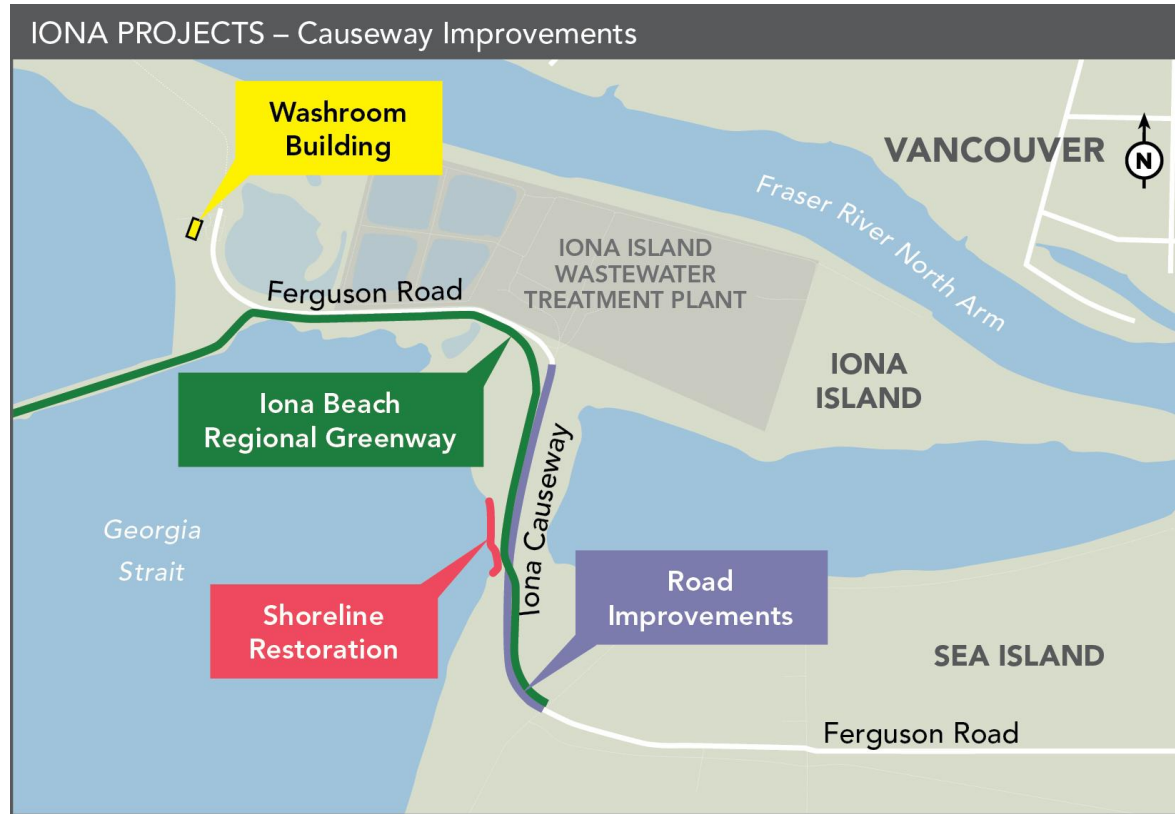 IONA PROJECTS – Causeway Improvements
Washroom
Building
VANCOUVER
N
Fraser River North Arm
IONA ISLAND
WASTEWATER
TREATMENT PLANT
Ferguson Road
IONA
ISLAND
Iona Beach
Regional Greenway
Iona Causeway
Georgia
Strait
Road
Improvements
Shoreline
Restoration
SEA ISLAND
Ferguson Road